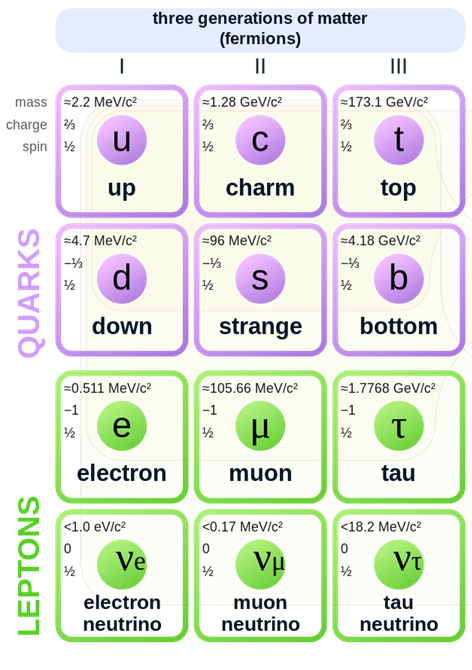 three generations of matter
(fermions)
I II III
mass ≈2.2 MeV/c² ≈1.28 GeV/c² ≈173.1 GeV/c²
charge ⅔ ⅔ ⅔
spin ½ ½ ½
u c t
up charm top
QUARKS
≈4.7 MeV/c² ≈96 MeV/c² ≈4.18 GeV/c²
−⅓ −⅓ −⅓
½ ½ ½
d s b
down strange bottom
≈0.511 MeV/c² ≈105.66 MeV/c² ≈1.7768 GeV/c²
−1 −1 −1
½ ½ ½
e μ τ
electron muon tau
LEPTONS
<1.0 eV/c² <0.17 MeV/c² <18.2 MeV/c²
0 0 0
½ ½ ½
νe νμ ντ
electron muon tau
neutrino neutrino neutrino